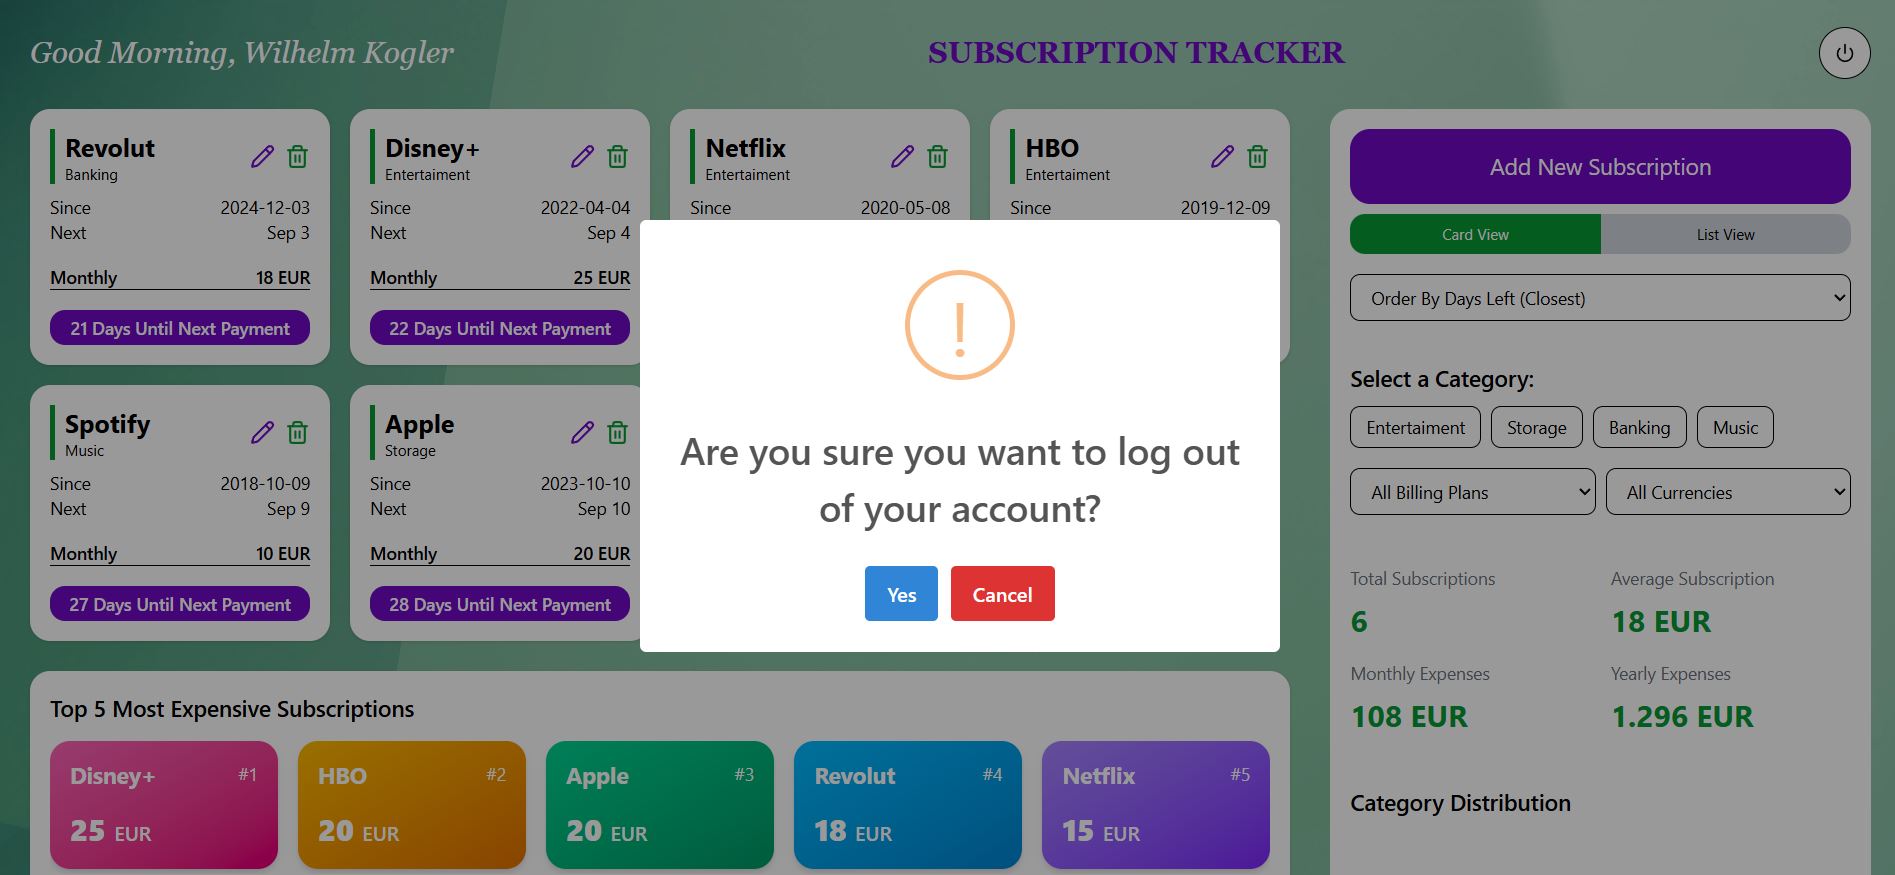 Good Morning, Wilhelm Kogler
SUBSCRIPTION TRACKER
Revolut
Banking
Since 2024-12-03
Next Sep 3
Monthly 18 EUR
21 Days Until Next Payment
Disney+
Entertaiment
Since 2022-04-04
Next Sep 4
Monthly 25 EUR
22 Days Until Next Payment
Netflix
Entertaiment
Since 2020-05-08
HBO
Entertaiment
Since 2019-12-09
Spotify
Music
Since 2018-10-09
Next Sep 9
Monthly 10 EUR
27 Days Until Next Payment
Apple
Storage
Since 2023-10-10
Next Sep 10
Monthly 20 EUR
28 Days Until Next Payment
Are you sure you want to log out
of your account?
Yes Cancel
Top 5 Most Expensive Subscriptions
Disney+ #1
25 EUR
HBO #2
20 EUR
Apple #3
20 EUR
Revolut #4
18 EUR
Netflix #5
15 EUR
Add New Subscription
Card View List View
Order By Days Left (Closest)
Select a Category:
Entertaiment Storage Banking Music
All Billing Plans All Currencies
Total Subscriptions
6
Average Subscription
18 EUR
Monthly Expenses
108 EUR
Yearly Expenses
1.296 EUR
Category Distribution